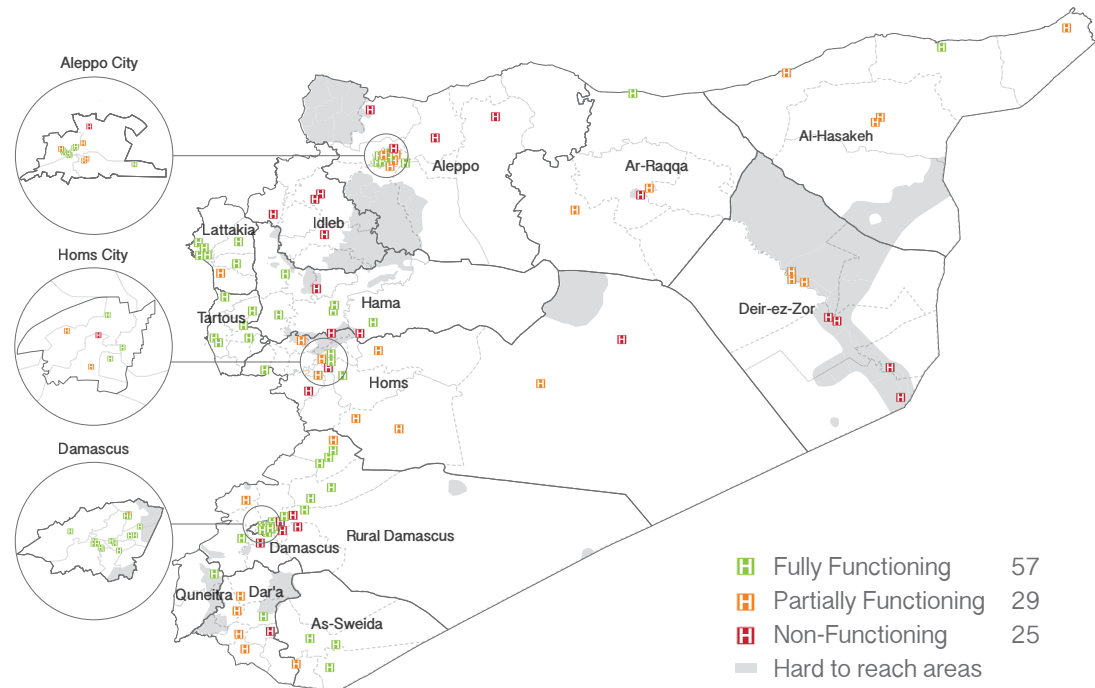 Aleppo City
Al-Hasakeh
Aleppo
Ar-Raqqa
Idleb
Lattakia
Homs City
Hama
Deir-ez-Zor
Tartous
Homs
Damascus
Rural Damascus
Damascus
Quneitra
Dar'a
As-Sweida
H Fully Functioning 57
H Partially Functioning 29
H Non-Functioning 25
Hard to reach areas